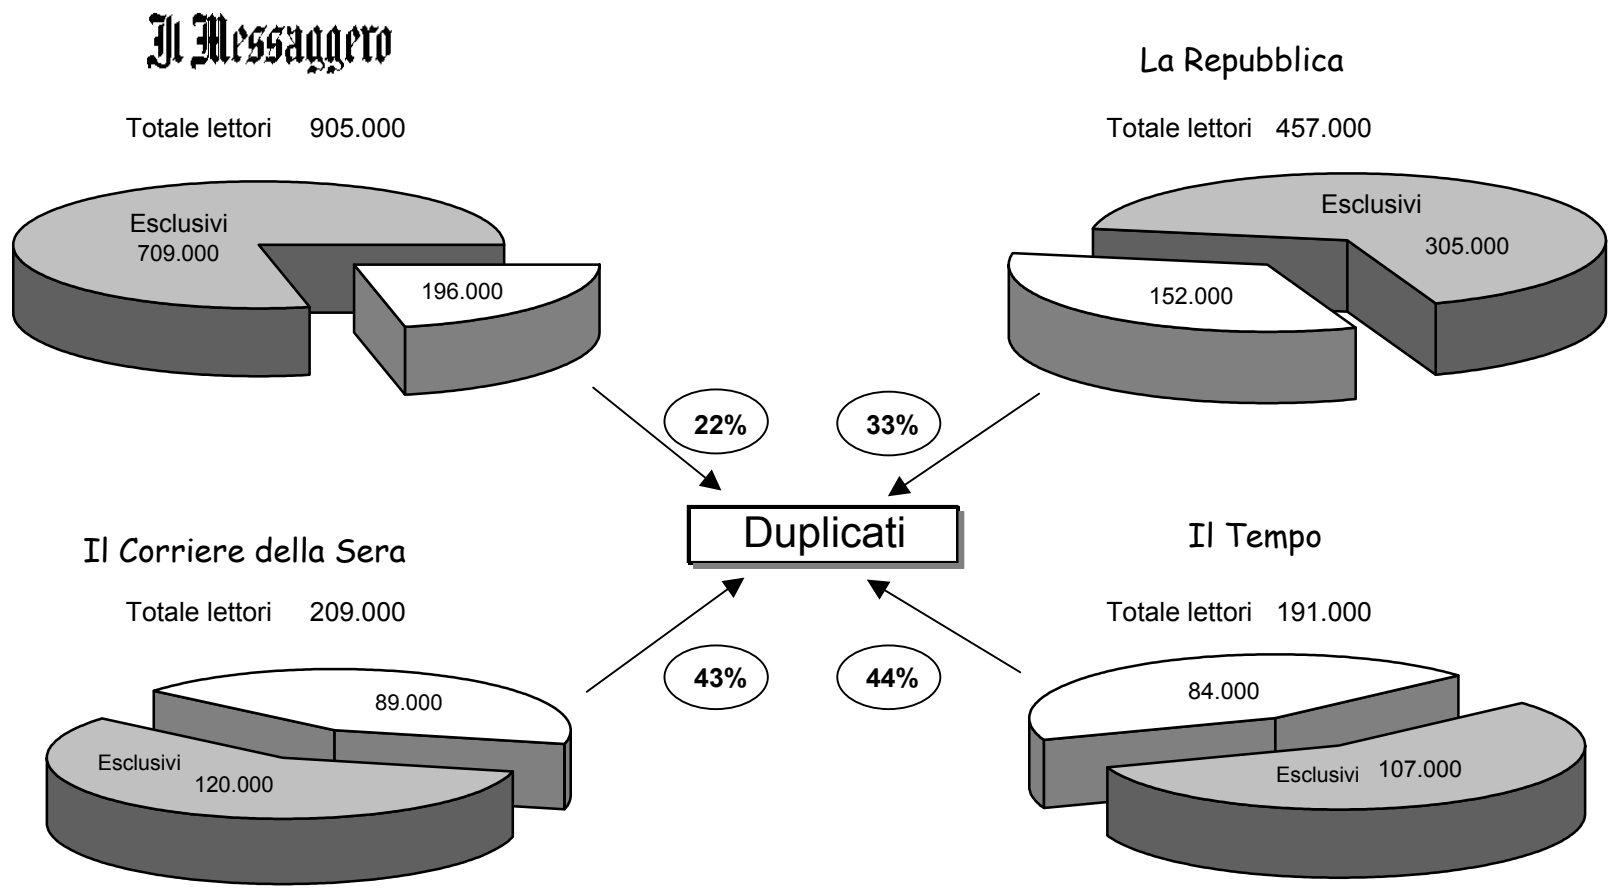 Il Messaggero
Totale lettori 905.000
Esclusivi
709.000
196.000
La Repubblica
Totale lettori 457.000
Esclusivi
305.000
152.000
22%
33%
Duplicati
Il Corriere della Sera
Totale lettori 209.000
89.000
Esclusivi
120.000
43%
44%
Il Tempo
Totale lettori 191.000
84.000
Esclusivi 107.000